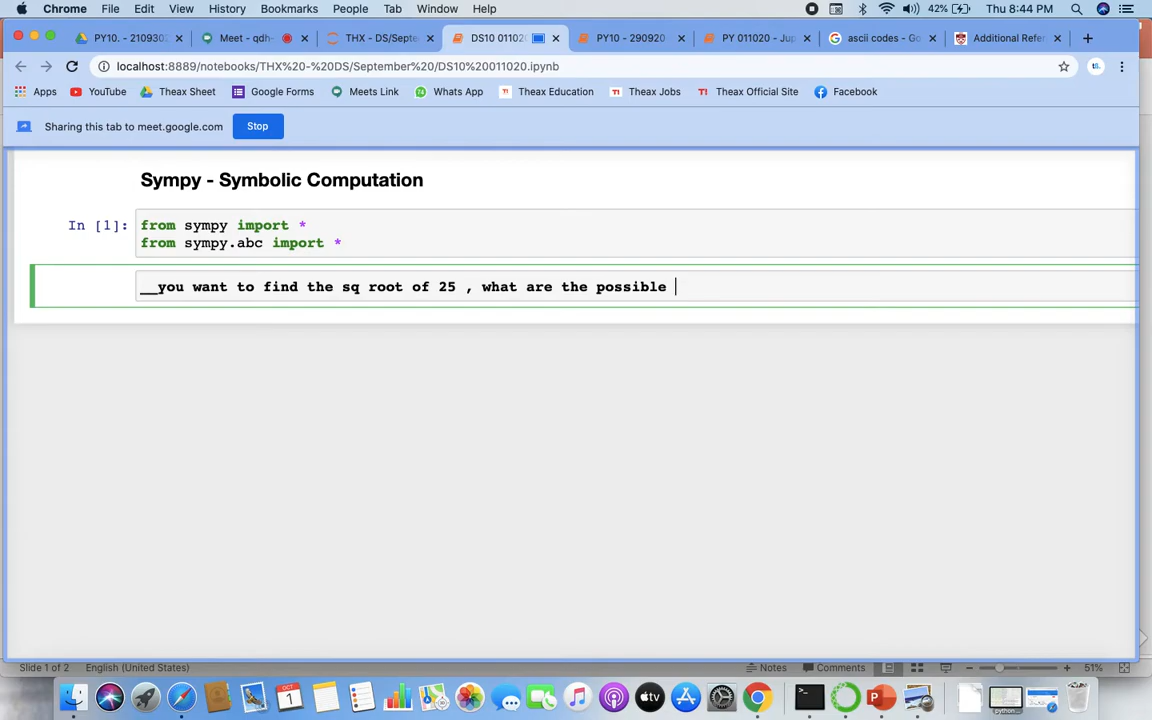 Chrome File Edit View History Bookmarks People Tab Window Help 42% Thu 8:44 PM
PY10. - 210930 Meet - qdh- THX - DS/Septe DS10 01102 PY10 - 290920 PY 011020 - Jup ascii codes - Go Additional Refer
localhost:8889/notebooks/THX%20-%20DS/September%20/DS10%20011020.ipynb
Apps YouTube Theax Sheet Google Forms Meets Link Whats App Theax Education Theax Jobs Theax Official Site Facebook
Sharing this tab to meet.google.com Stop
Sympy - Symbolic Computation
In [1]: from sympy import *
from sympy.abc import *
__you want to find the sq root of 25 , what are the possible
Slide 1 of 2 English (United States) Notes Comments 51%